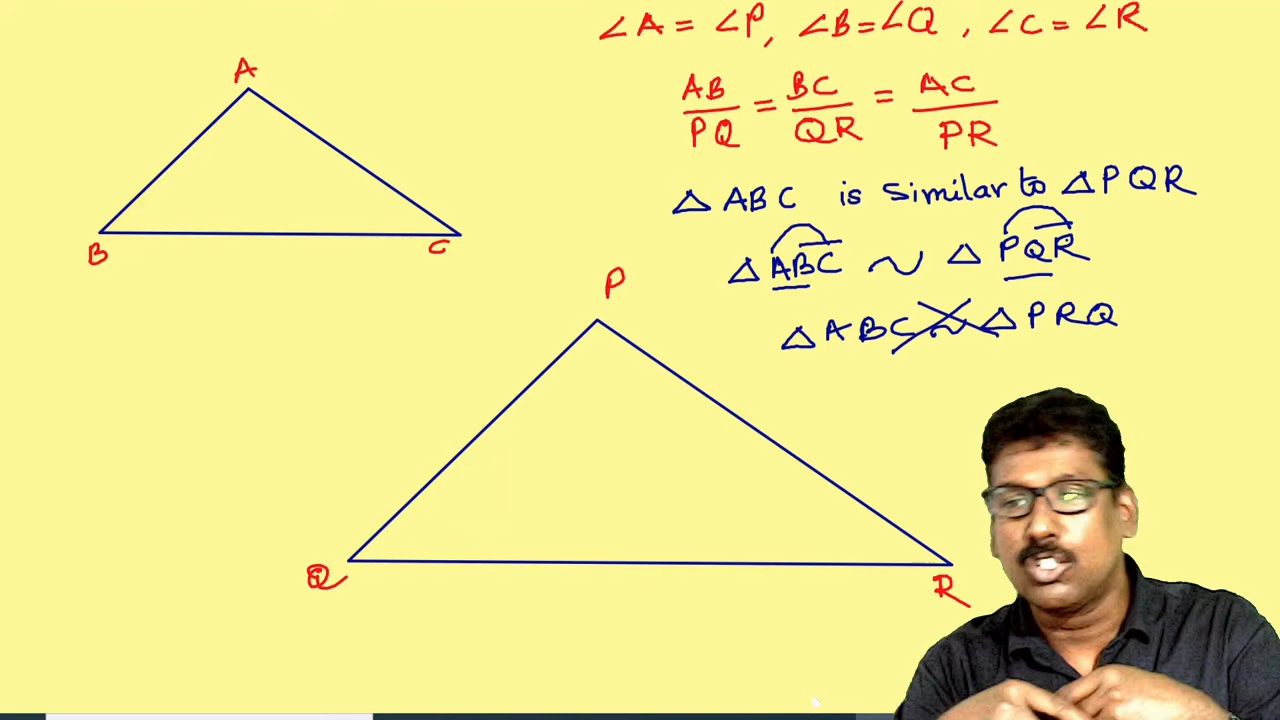 ∠A = ∠P, ∠B = ∠Q, ∠C = ∠R
AB/PQ = BC/QR = AC/PR
△ ABC is Similar to △PQR
△ ABC ~ △ PQR
△ ABC ~ △ PRQ
A
B
C
P
Q
R